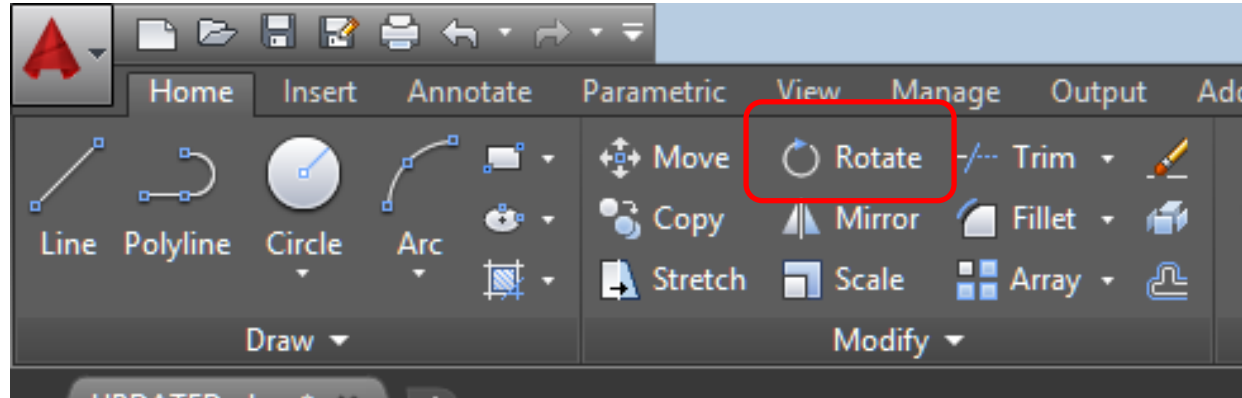 Home Insert Annotate Parametric View Manage Output
Move Rotate Trim
Line Polyline Circle Arc Copy Mirror Fillet
Stretch Scale Array
Draw Modify